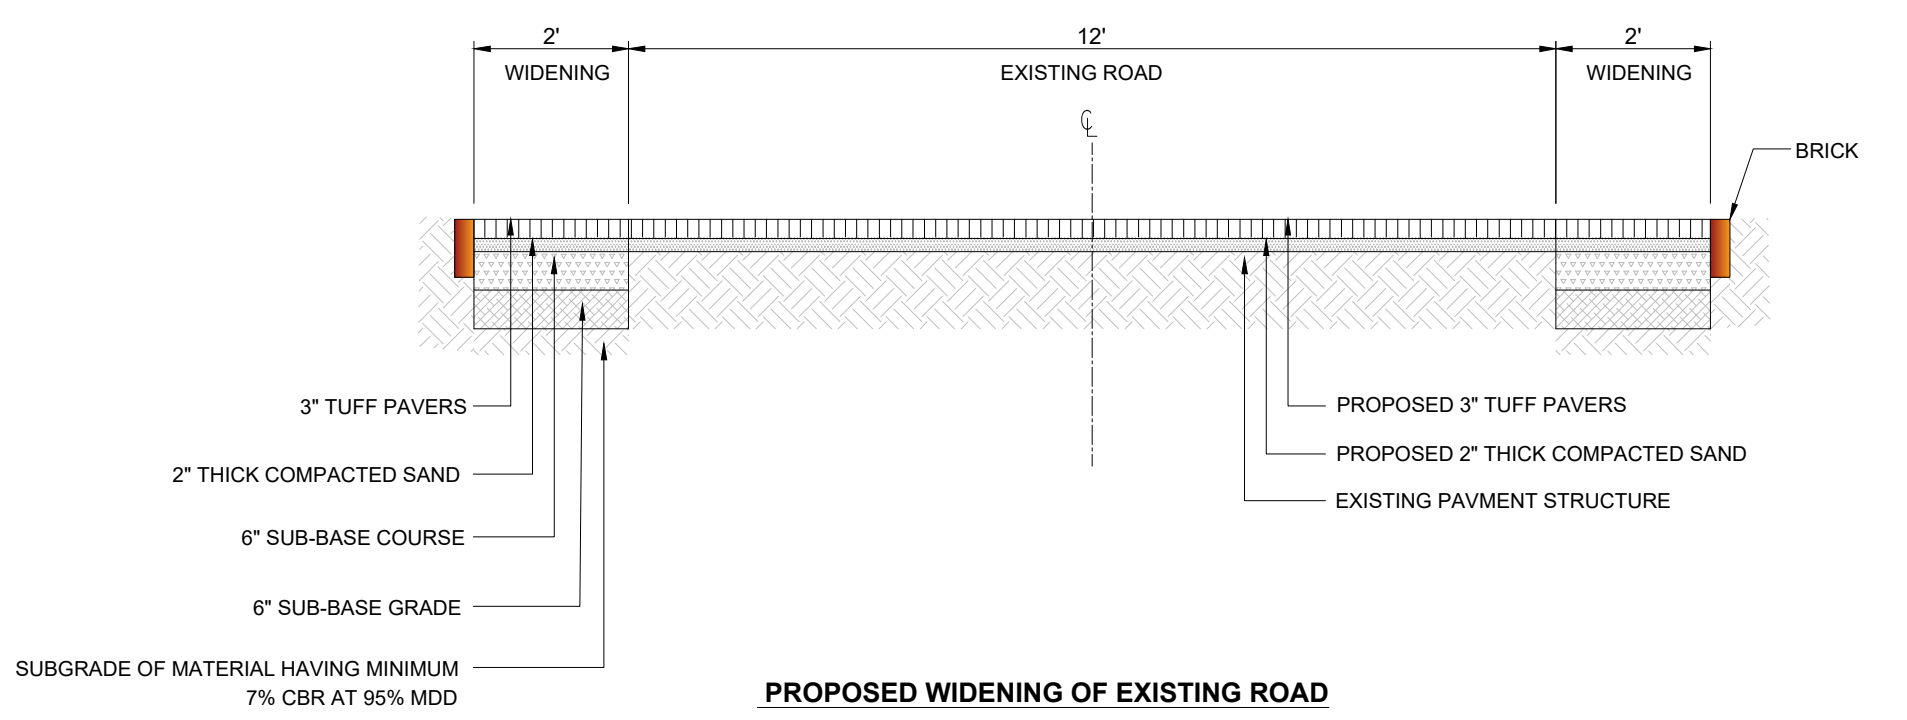 2' 12' 2'
WIDENING EXISTING ROAD WIDENING
℄
BRICK
3" TUFF PAVERS
2" THICK COMPACTED SAND
6" SUB-BASE COURSE
6" SUB-BASE GRADE
SUBGRADE OF MATERIAL HAVING MINIMUM
7% CBR AT 95% MDD
PROPOSED 3" TUFF PAVERS
PROPOSED 2" THICK COMPACTED SAND
EXISTING PAVMENT STRUCTURE
PROPOSED WIDENING OF EXISTING ROAD